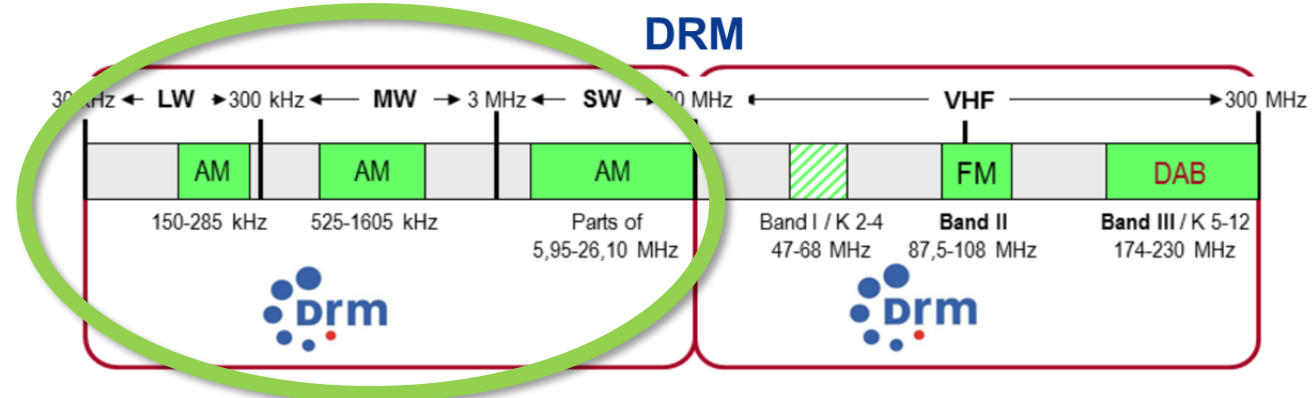 DRM
LW 300 kHz MW 3 MHz SW MHz VHF 300 MHz
AM AM AM FM DAB
150-285 kHz 525-1605 kHz Parts of Band I / K 2-4 Band II Band III / K 5-12
5,95-26,10 MHz 47-68 MHz 87,5-108 MHz 174-230 MHz
Drm Drm